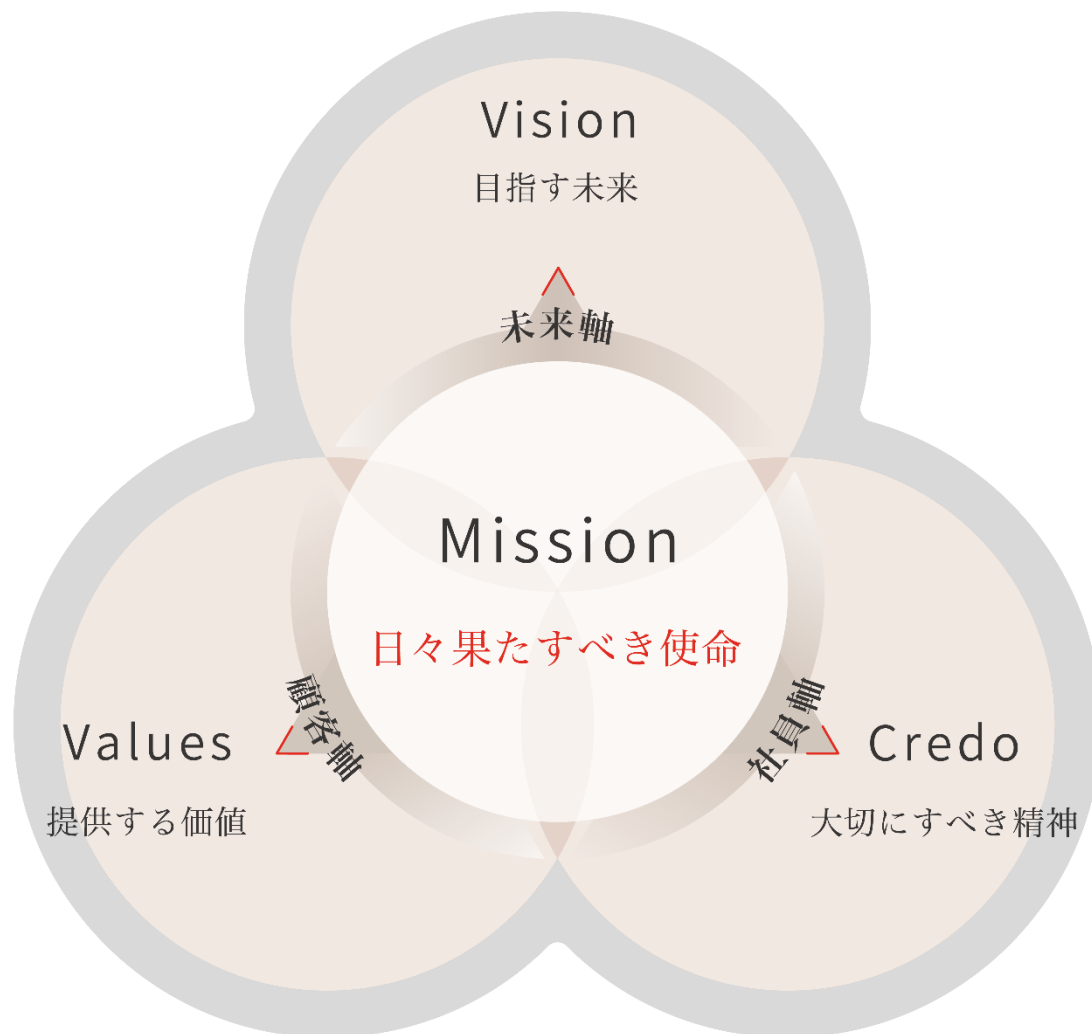 Vision
目指す未来
未来軸
Mission
日々果たすべき使命
顧客軸
社員軸
Values
提供する価値
Credo
大切にすべき精神